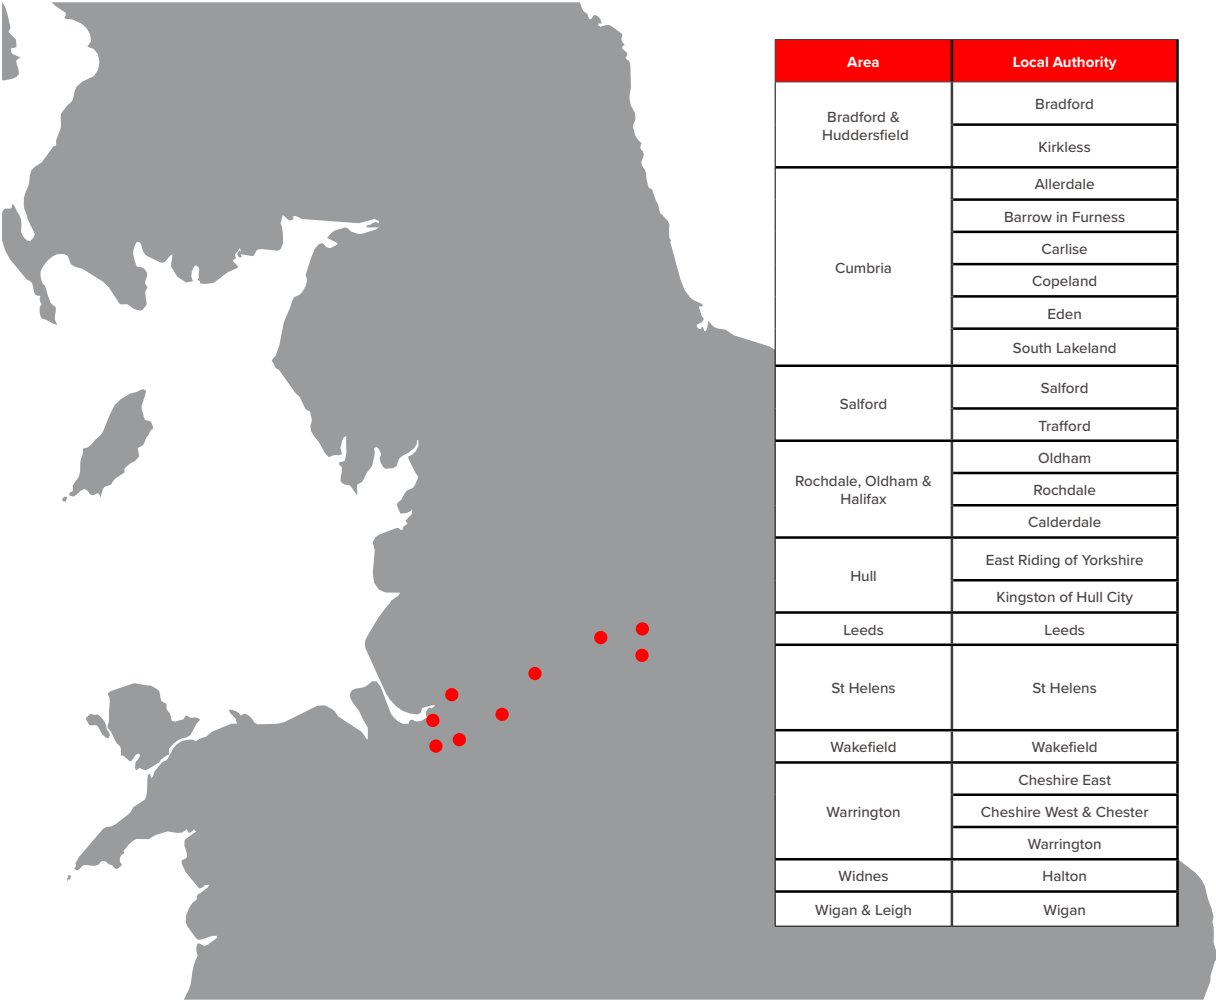 Area
Local Authority
Bradford &
Huddersfield
Bradford
Kirkless
Cumbria
Allerdale
Barrow in Furness
Carlise
Copeland
Eden
South Lakeland
Salford
Salford
Trafford
Rochdale, Oldham &
Halifax
Oldham
Rochdale
Calderdale
Hull
East Riding of Yorkshire
Kingston of Hull City
Leeds
Leeds
St Helens
St Helens
Wakefield
Wakefield
Warrington
Cheshire East
Cheshire West & Chester
Warrington
Widnes
Halton
Wigan & Leigh
Wigan